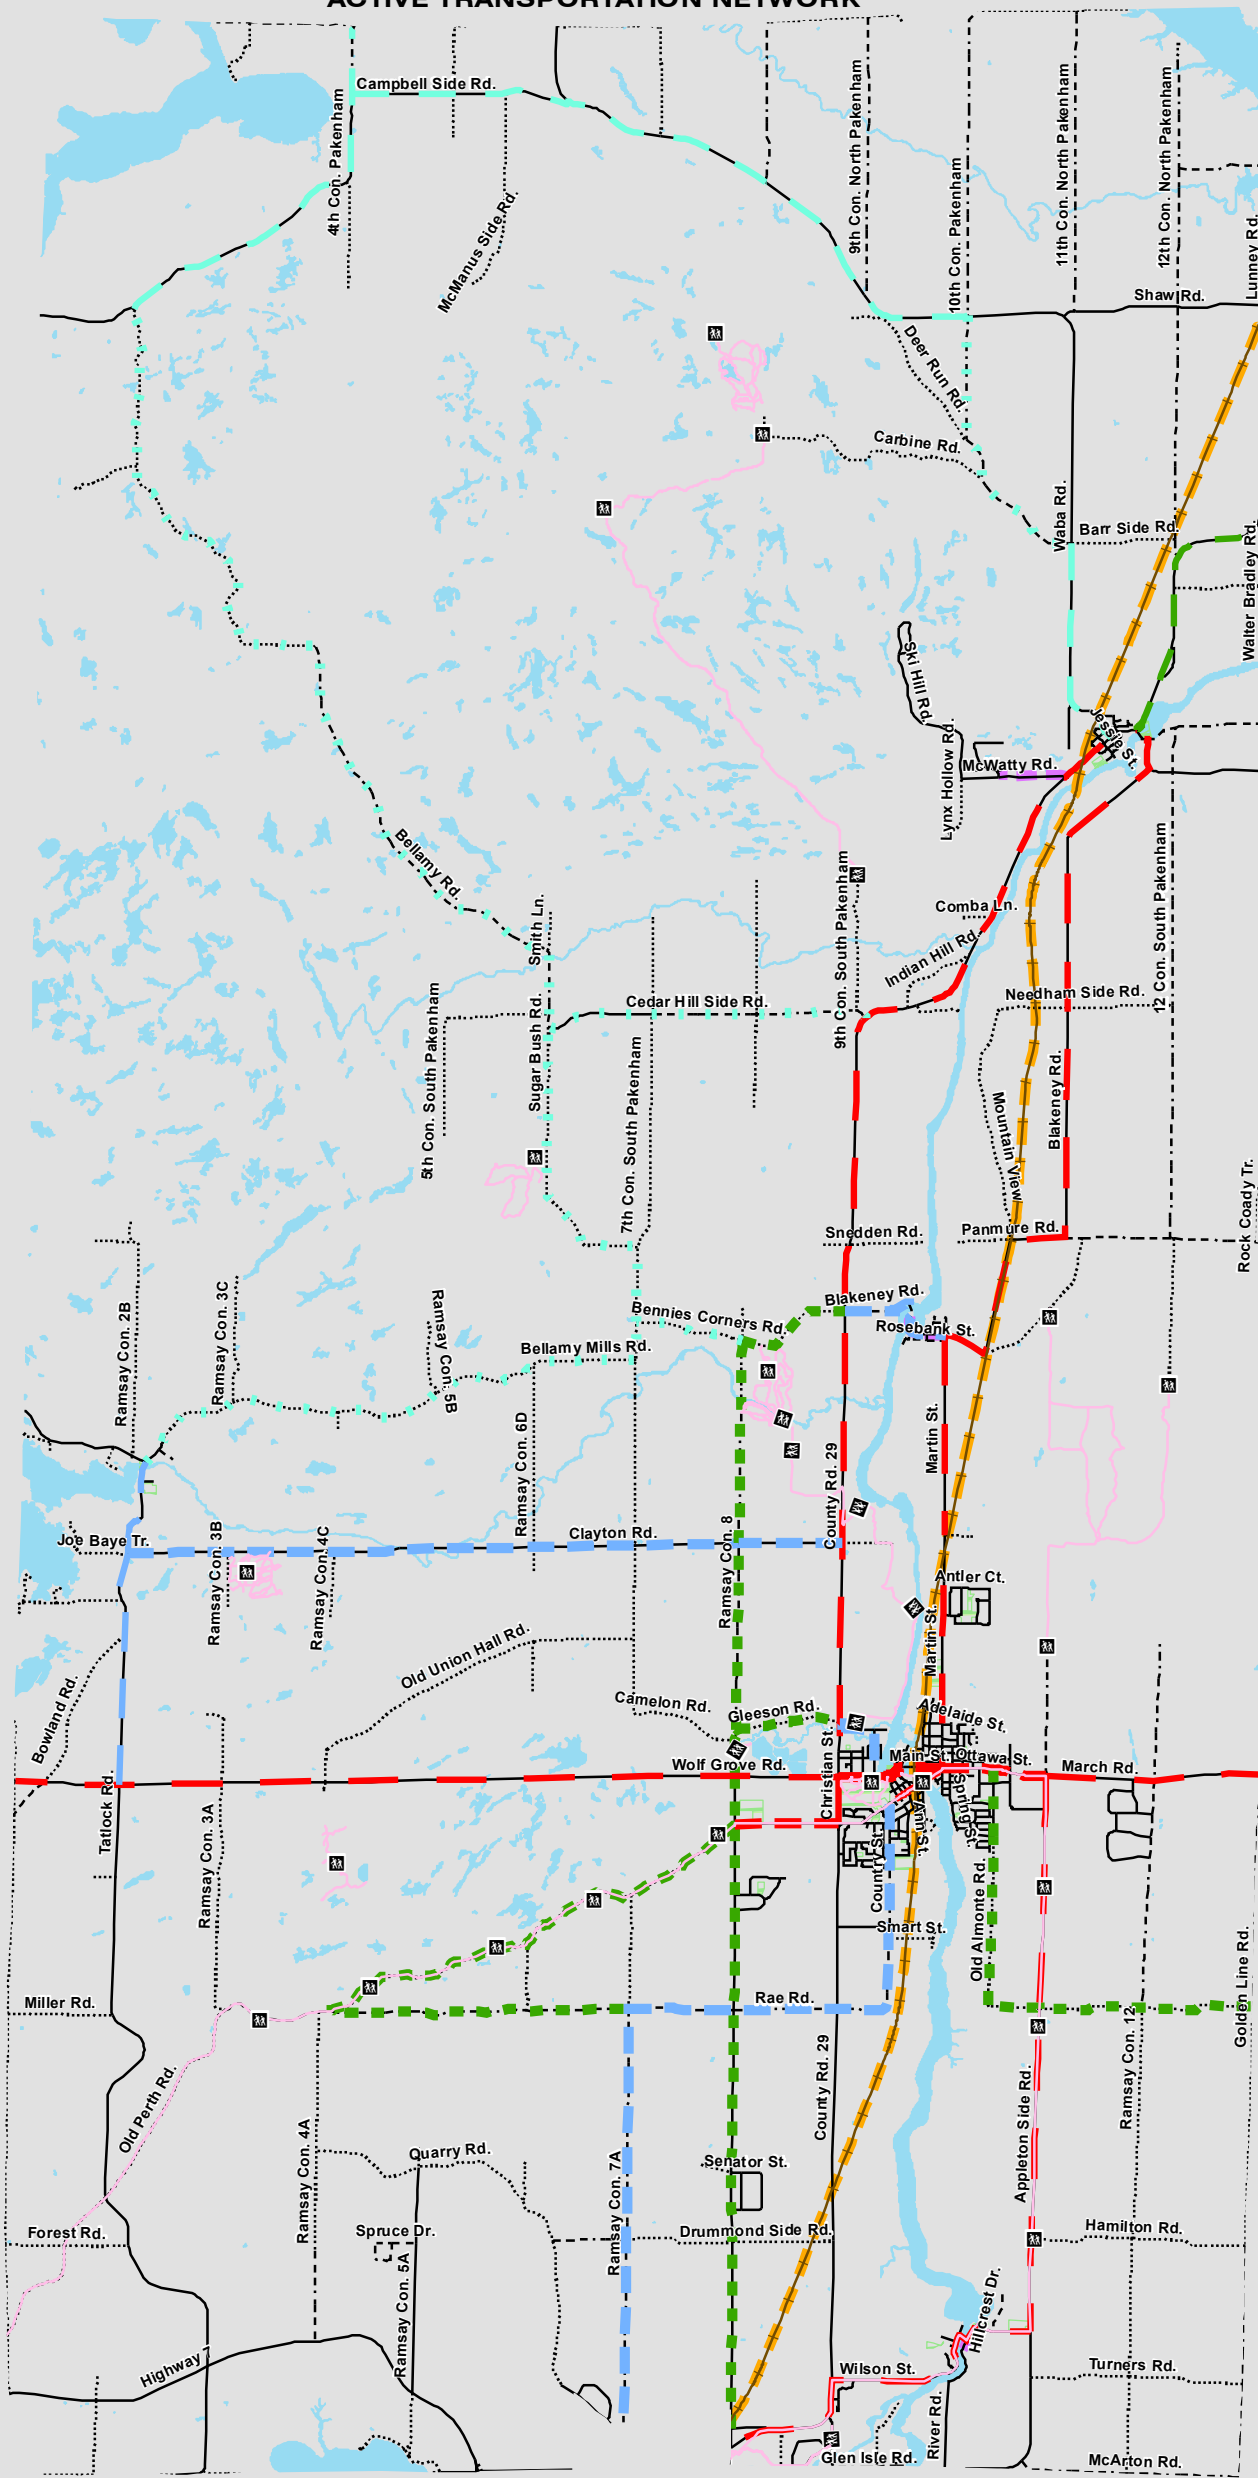 ACTIVE TRANSPORTATION NETWORK
Campbell Side Rd.
4th Con. Pakenham
McManus Side Rd.
9th Con. North Pakenham
10th Con. Pakenham
11th Con. North Pakenham
12th Con. North Pakenham
Lunney Rd.
Shaw Rd.
Deer Run Rd.
Carbine Rd.
Waba Rd.
Barr Side Rd.
Walter Bradley Rd.
Ski Hill Rd.
Jessie St.
Lynx Hollow Rd.
McWatty Rd.
Bellamy Rd.
Smith Ln.
9th Con. South Pakenham
Comba Ln.
12 Con. South Pakenham
Indian Hill Rd.
Needham Side Rd.
Cedar Hill Side Rd.
5th Con. South Pakenham
Sugar Bush Rd.
7th Con. South Pakenham
Mountain View
Blakeney Rd.
Rock Coady Tr.
Snedden Rd.
Panmure Rd.
Ramsay Con. 2B
Ramsay Con. 3C
Ramsay Con. 5B
Bennies Corners Rd.
Blakeney Rd.
Rosebank St.
Bellamy Mills Rd.
Ramsay Con. 6D
County Rd. 29
Martin St.
Joe Baye Tr.
Ramsay Con. 3B
Ramsay Con. 4C
Clayton Rd.
Ramsay Con. 8
Antler Ct.
Martin St.
Old Union Hall Rd.
Bowland Rd.
Camelon Rd.
Gleeson Rd.
Adelaide St.
Wolf Grove Rd.
Main St.
Ottawa St.
March Rd.
Tatlock Rd.
Christian St.
Ann St.
Spring St.
Ramsay Con. 3A
Country St.
Smart St.
Old Almonte Rd.
Golden Line Rd.
Miller Rd.
Rae Rd.
Ramsay Con. 12
Old Perth Rd.
County Rd. 29
Appleton Side Rd.
Ramsay Con. 4A
Quarry Rd.
Ramsay Con. 7A
Senator St.
Forest Rd.
Spruce Dr.
Drummond Side Rd.
Hamilton Rd.
Ramsay Con. 5A
Hillcrest Dr.
Highway 7
Wilson St.
Turners Rd.
River Rd.
Glen Isle Rd.
McArton Rd.